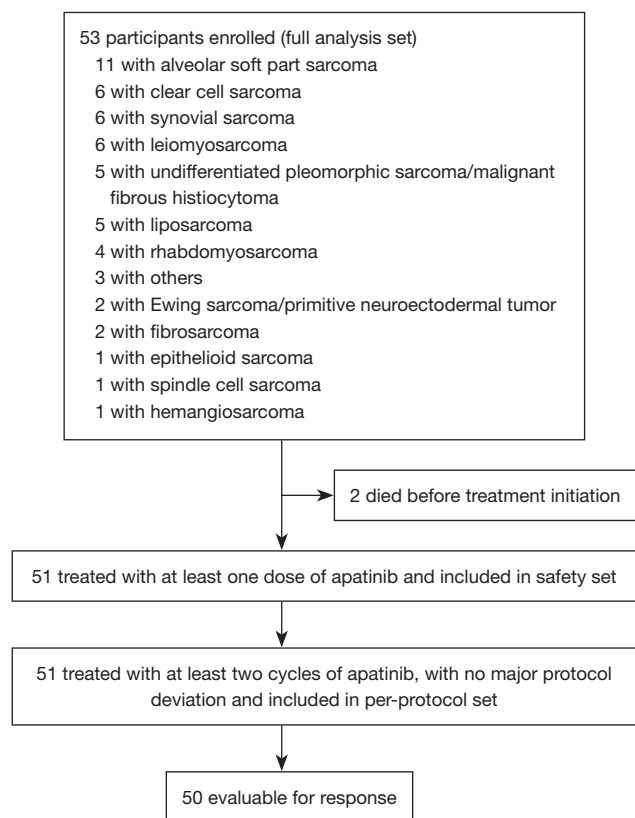 53 participants enrolled (full analysis set)
11 with alveolar soft part sarcoma
6 with clear cell sarcoma
6 with synovial sarcoma
6 with leiomyosarcoma
5 with undifferentiated pleomorphic sarcoma/malignant
fibrous histiocytoma
5 with liposarcoma
4 with rhabdomyosarcoma
3 with others
2 with Ewing sarcoma/primitive neuroectodermal tumor
2 with fibrosarcoma
1 with epithelioid sarcoma
1 with spindle cell sarcoma
1 with hemangiosarcoma
2 died before treatment initiation
51 treated with at least one dose of apatinib and included in safety set
51 treated with at least two cycles of apatinib, with no major protocol
deviation and included in per-protocol set
50 evaluable for response